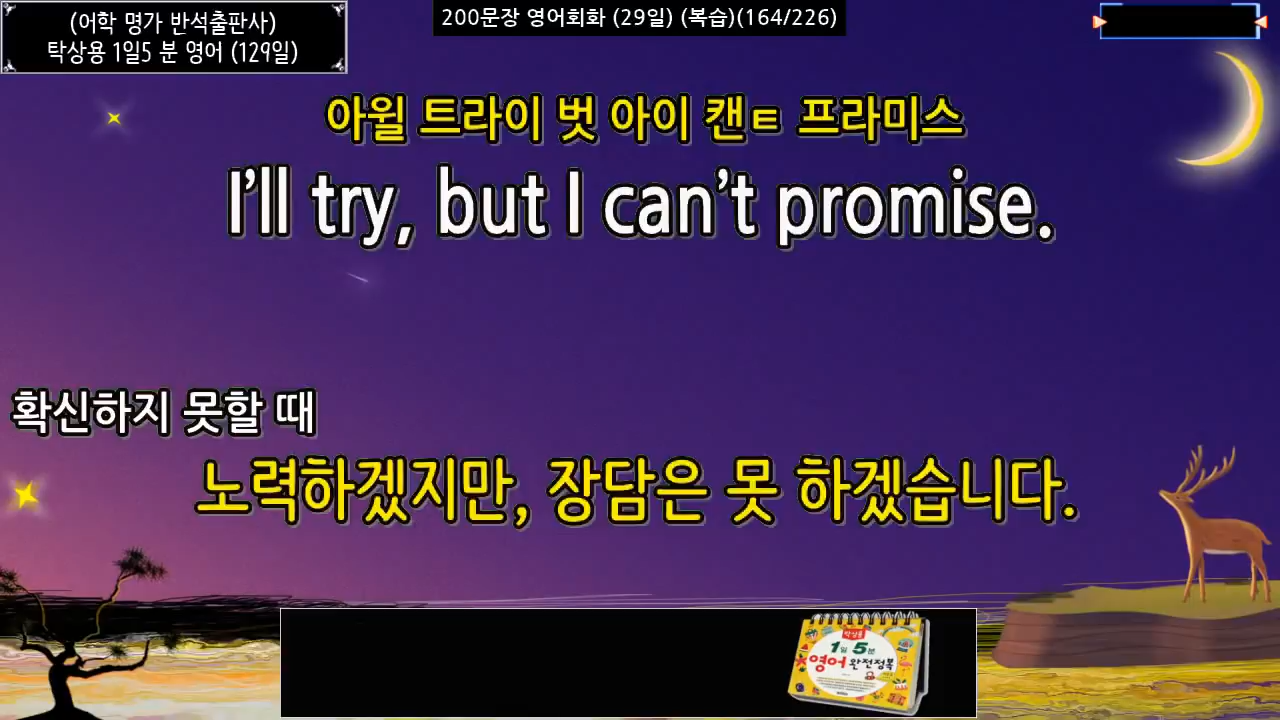 (어학 명가 반석출판사)
탁상용 1일5 분 영어 (129일)
200문장 영어회화 (29일) (복습)(164/226)
아윌 트라이 벗 아이 캔ㅌ 프라미스
I'll try, but I can't promise.
확신하지 못할 때
노력하겠지만, 장담은 못 하겠습니다.
탁상용
1일 5분
영어 완전정복